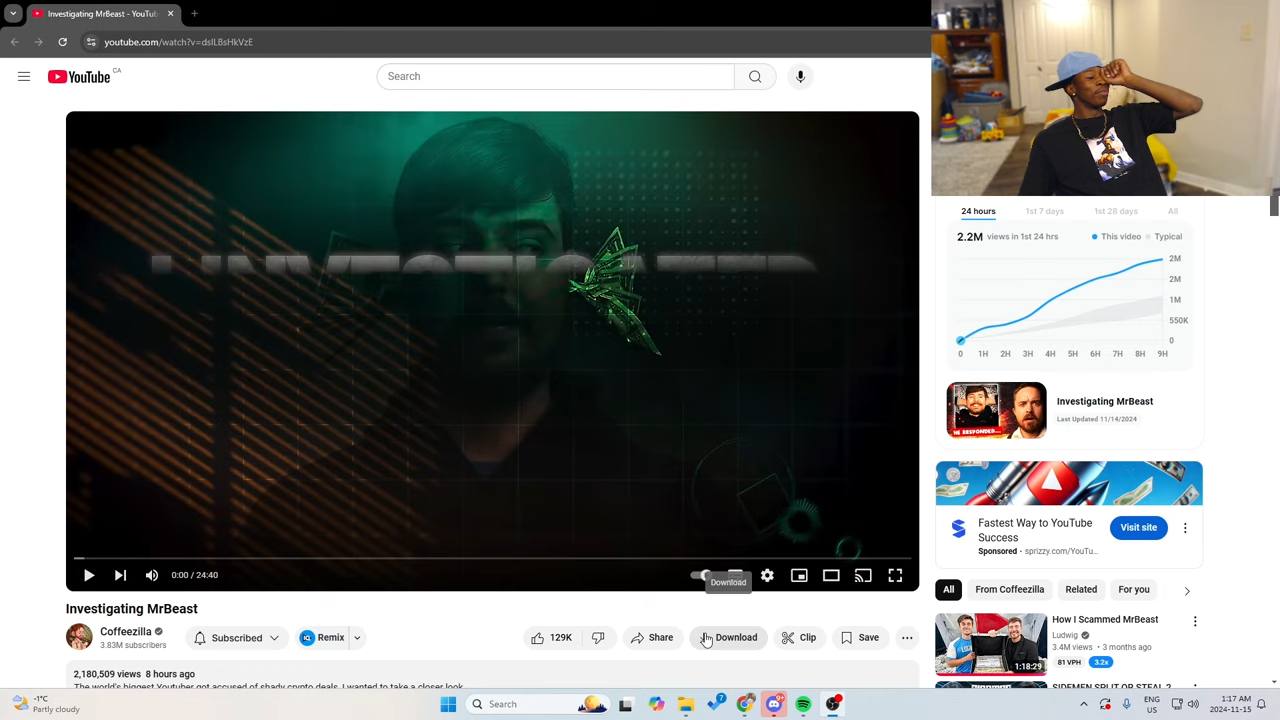 Investigating MrBeast - YouTub
youtube.com/watch?v=dsILBsHkVzE
YouTube CA
Search
24 hours 1st 7 days 1st 28 days All
2.2M views in 1st 24 hrs This video Typical
2M
2M
1M
550K
0
0 1H 2H 3H 4H 5H 6H 7H 8H 9H
HE RESPONDED...
Investigating MrBeast
Last Updated 11/14/2024
Fastest Way to YouTube
Success
Sponsored · sprizzy.com/YouTu...
Visit site
0:00 / 24:40
Download
All From Coffeezilla Related For you
Investigating MrBeast
Coffeezilla
3.83M subscribers
Subscribed
Remix
129K
Share
Download
Clip
Save
2,180,509 views 8 hours ago
How I Scammed MrBeast
Ludwig
3.4M views • 3 months ago
81 VPH 3.2x
1:18:29
-1°C
Partly cloudy
Search
7
9+
ENG
US
1:17 AM
2024-11-15